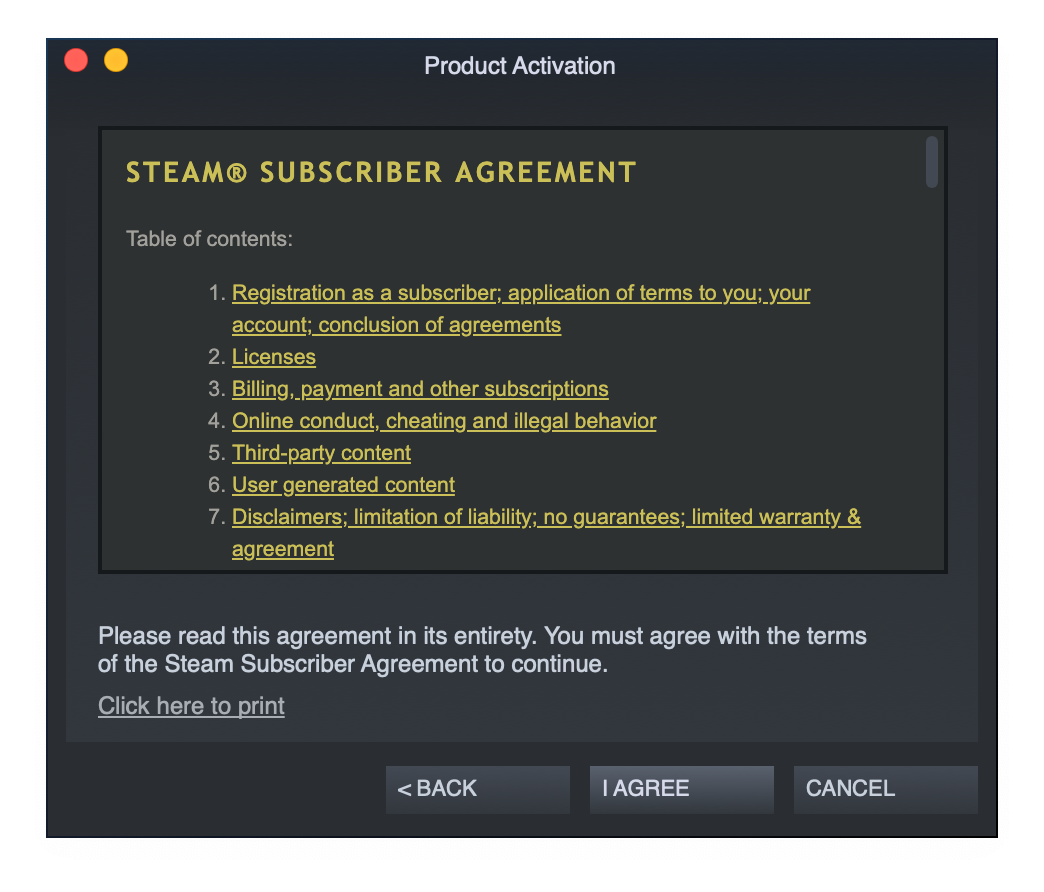 Product Activation
STEAM® SUBSCRIBER AGREEMENT
Table of contents:
1. Registration as a subscriber; application of terms to you; your
account; conclusion of agreements
2. Licenses
3. Billing, payment and other subscriptions
4. Online conduct, cheating and illegal behavior
5. Third-party content
6. User generated content
7. Disclaimers; limitation of liability; no guarantees; limited warranty &
agreement
Please read this agreement in its entirety. You must agree with the terms
of the Steam Subscriber Agreement to continue.
Click here to print
< BACK I AGREE CANCEL